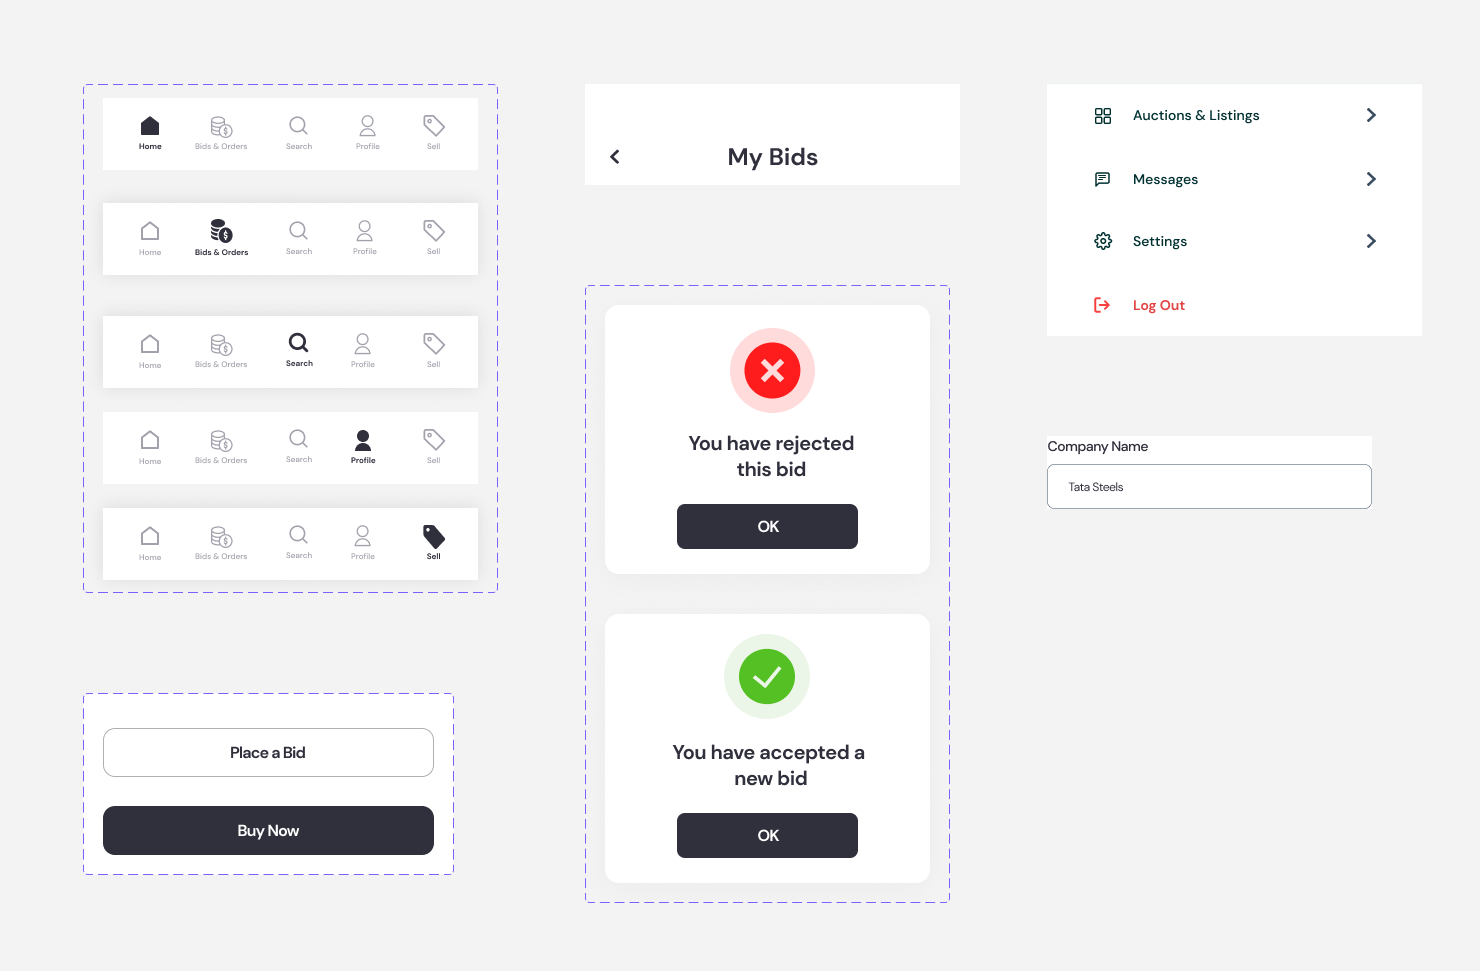 Home
Bids & Orders
Search
Profile
Sell
Home
Bids & Orders
Search
Profile
Sell
Home
Bids & Orders
Search
Profile
Sell
Home
Bids & Orders
Search
Profile
Sell
Home
Bids & Orders
Search
Profile
Sell
Place a Bid
Buy Now
My Bids
You have rejected
this bid
OK
You have accepted a
new bid
OK
Auctions & Listings
Messages
Settings
Log Out
Company Name
Tata Steels